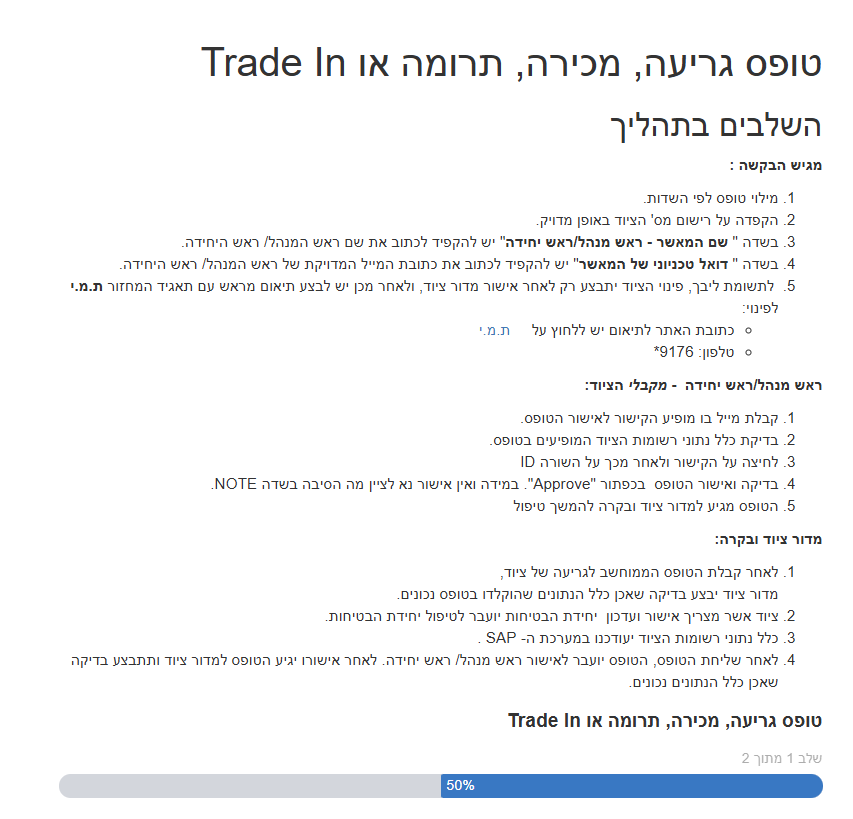 טופס גריעה, מכירה, תרומה או Trade In
השלבים בתהליך
מגיש הבקשה :
1. מילוי טופס לפי השדות.
2. הקפדה על רישום מס' הציוד באופן מדויק.
3. בשדה " שם המאשר - ראש מנהל/ראש יחידה" יש להקפיד לכתוב את שם ראש המנהל/ ראש היחידה.
4. בשדה " דואל טכניוני של המאשר" יש להקפיד לכתוב את כתובת המייל המדויקת של ראש המנהל/ ראש היחידה.
5. לתשומת ליבך, פינוי הציוד יתבצע רק לאחר אישור מדור ציוד, ולאחר מכן יש לבצע תיאום מראש עם תאגיד המחזור ת.מ.י
לפינוי:
◦ כתובת האתר לתיאום יש ללחוץ על ת.מ.י
◦ טלפון: 9176*
ראש מנהל/ראש יחידה - מקבלי הציוד:
1. קבלת מייל בו מופיע הקישור לאישור הטופס.
2. בדיקת כלל נתוני רשומות הציוד המופיעים בטופס.
3. לחיצה על הקישור ולאחר מכך על השורה ID
4. בדיקה ואישור הטופס בכפתור "Approve". במידה ואין אישור נא לציין מה הסיבה בשדה NOTE.
5. הטופס מגיע למדור ציוד ובקרה להמשך טיפול
מדור ציוד ובקרה:
1. לאחר קבלת הטופס הממוחשב לגריעה של ציוד,
מדור ציוד יבצע בדיקה שאכן כלל הנתונים שהוקלדו בטופס נכונים.
2. ציוד אשר מצריך אישור ועדכון יחידת הבטיחות יועבר לטיפול יחידת הבטיחות.
3. כלל נתוני רשומות הציוד יעודכנו במערכת ה- SAP .
4. לאחר שליחת הטופס, הטופס יועבר לאישור ראש מנהל/ ראש יחידה. לאחר אישורו יגיע הטופס למדור ציוד ותתבצע בדיקה
שאכן כלל הנתונים נכונים.
טופס גריעה, מכירה, תרומה או Trade In
שלב 1 מתוך 2
50%